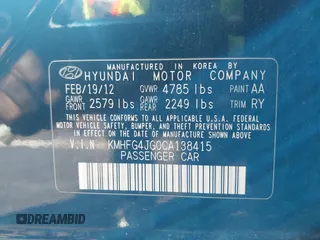 MANUFACTURED IN KOREA BY
HYUNDAI MOTOR COMPANY
FEB/19/12 GVWR 4785 lbs PAINT AA
GAWR FRONT 2579 lbs GAWR REAR 2249 lbs TRIM RY
THIS VEHICLE CONFORMS TO ALL APPLICABLE
U.S. FEDERAL MOTOR VEHICLE SAFETY, BUMPER,
AND THEFT PREVENTION STANDARDS IN EFFECT ON
THE DATE OF MANUFACTURE SHOWN ABOVE.
V.I.N KMHFG4JG0CA138415
PASSENGER CAR
DREAMBID